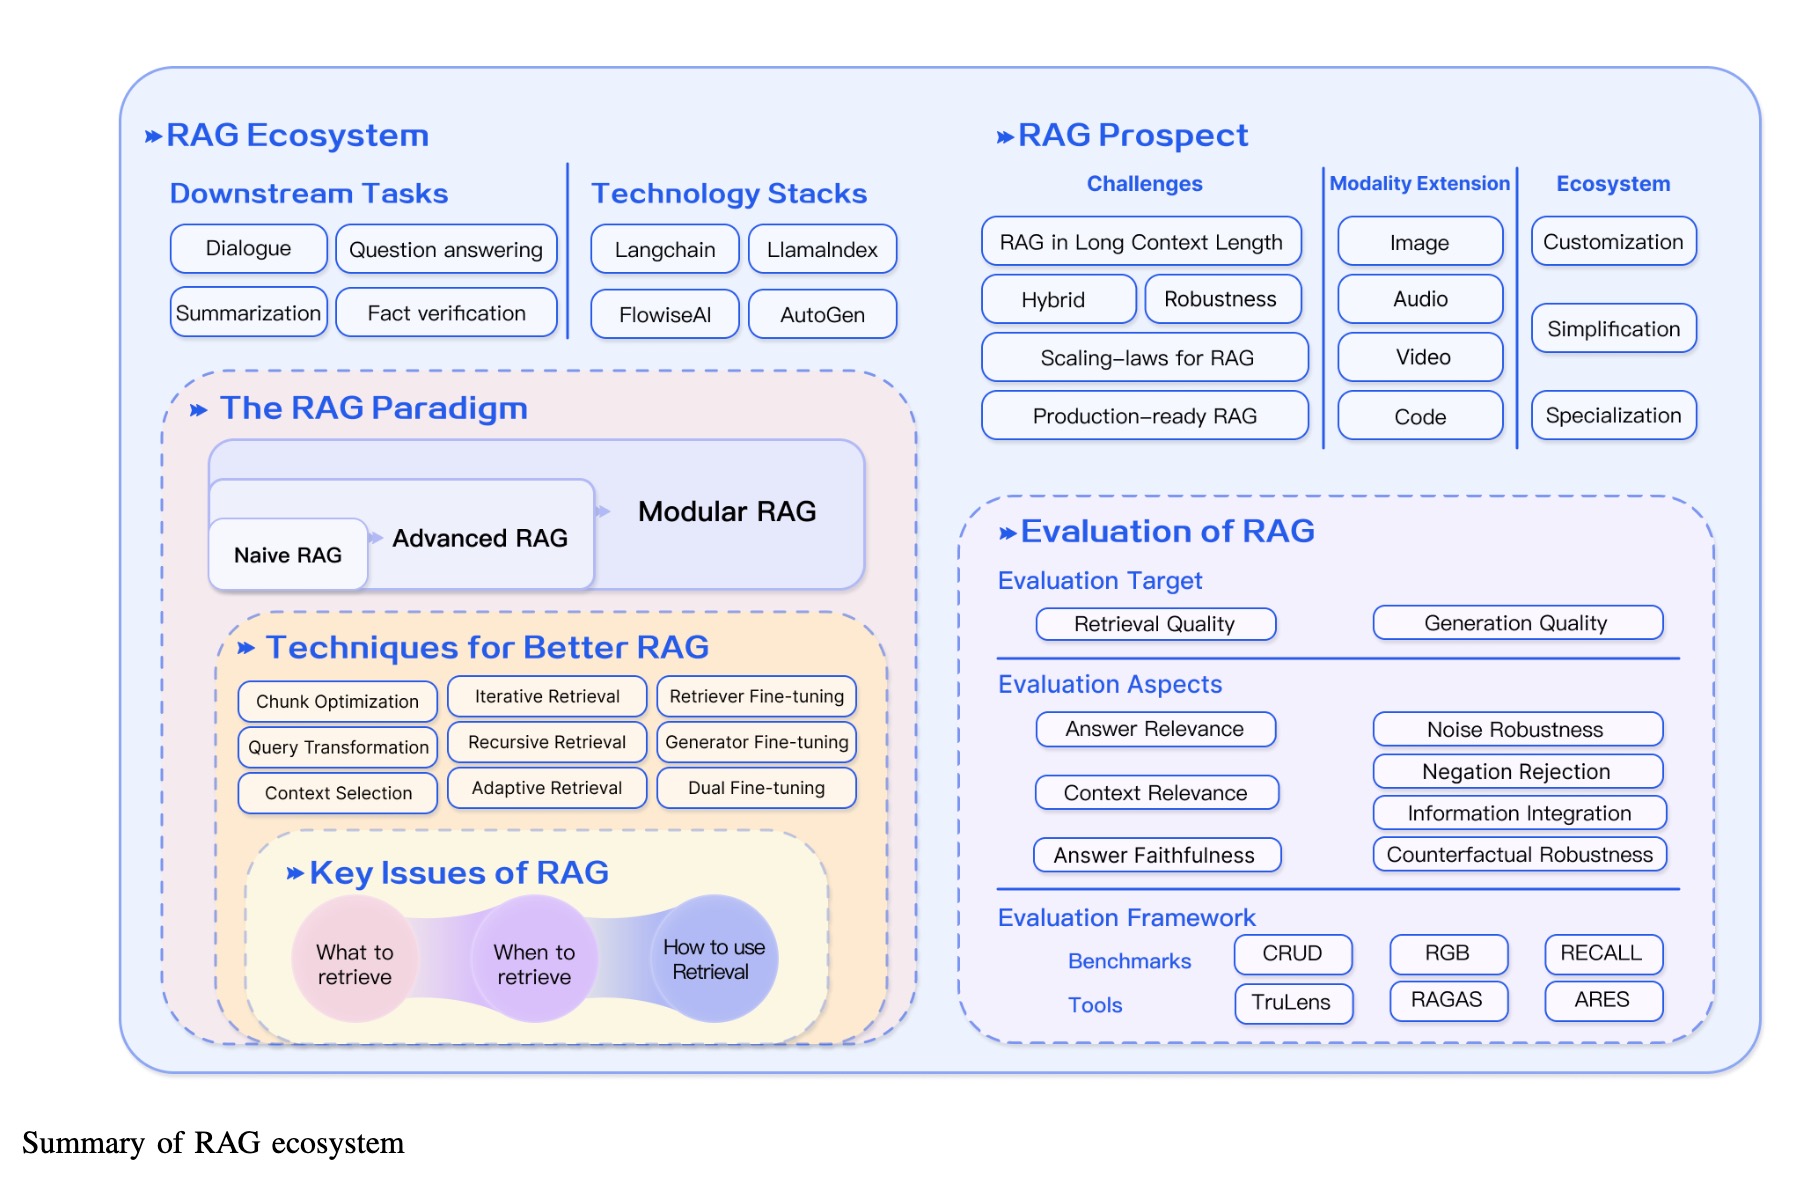 RAG Ecosystem
Downstream Tasks
Dialogue
Question answering
Summarization
Fact verification
Technology Stacks
Langchain
LlamaIndex
FlowiseAI
AutoGen
The RAG Paradigm
Naive RAG
Advanced RAG
Modular RAG
Techniques for Better RAG
Chunk Optimization
Iterative Retrieval
Retriever Fine-tuning
Query Transformation
Recursive Retrieval
Generator Fine-tuning
Context Selection
Adaptive Retrieval
Dual Fine-tuning
Key Issues of RAG
What to
retrieve
When to
retrieve
How to use
Retrieval
RAG Prospect
Challenges
RAG in Long Context Length
Hybrid
Robustness
Scaling-laws for RAG
Production-ready RAG
Modality Extension
Image
Audio
Video
Code
Ecosystem
Customization
Simplification
Specialization
Evaluation of RAG
Evaluation Target
Retrieval Quality
Generation Quality
Evaluation Aspects
Answer Relevance
Context Relevance
Answer Faithfulness
Noise Robustness
Negation Rejection
Information Integration
Counterfactual Robustness
Evaluation Framework
Benchmarks
CRUD
RGB
RECALL
Tools
TruLens
RAGAS
ARES
Summary of RAG ecosystem